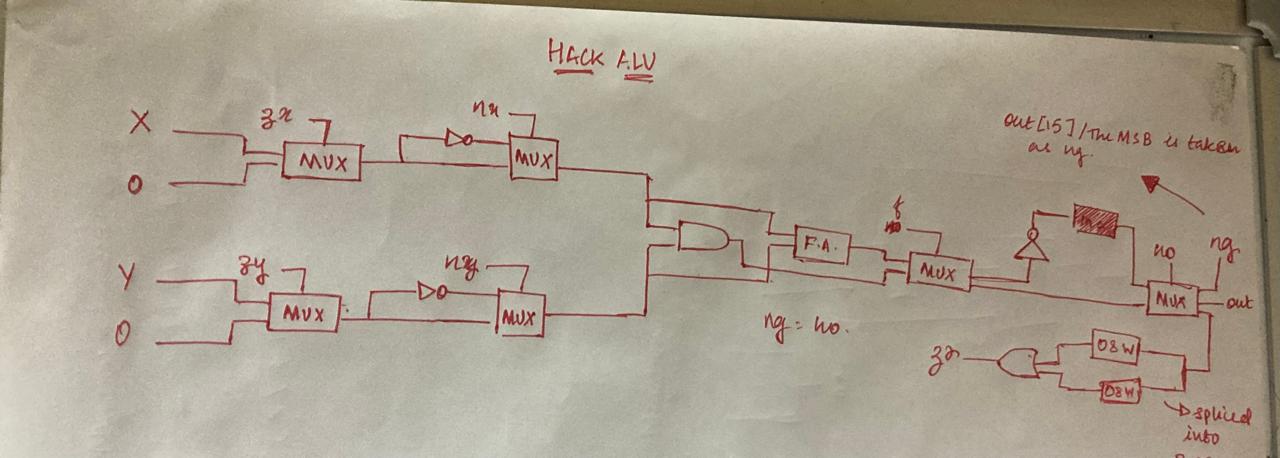 HACK ALU
X
zx
nx
MUX
MUX
0
out[15]/The MSB is taken
as ng.
Y
zy
ny
MUX
MUX
0
F.A.
f
MUX
no
ng
MUX
out
ng = no.
zr
O8W
O8W
spliced
into